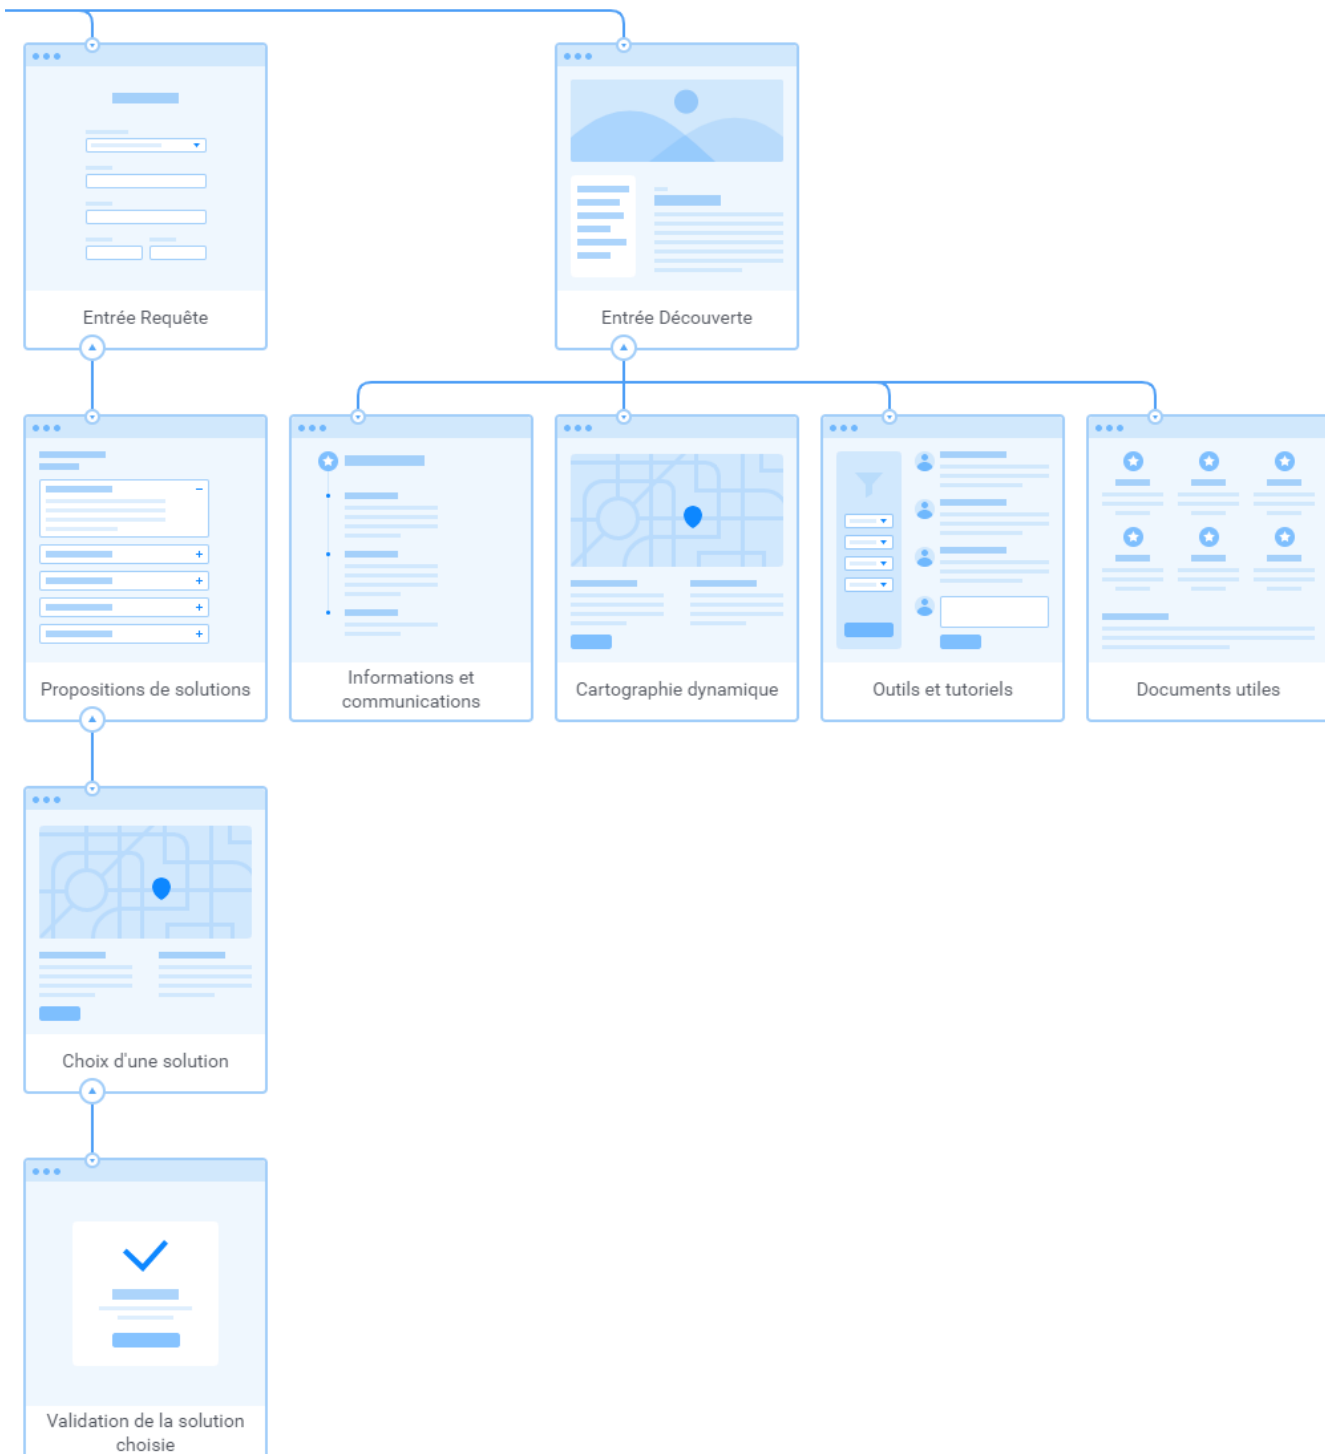 Entrée Requête
Entrée Découverte
Propositions de solutions
Informations et
communications
Cartographie dynamique
Outils et tutoriels
Documents utiles
Choix d'une solution
Validation de la solution
choisie